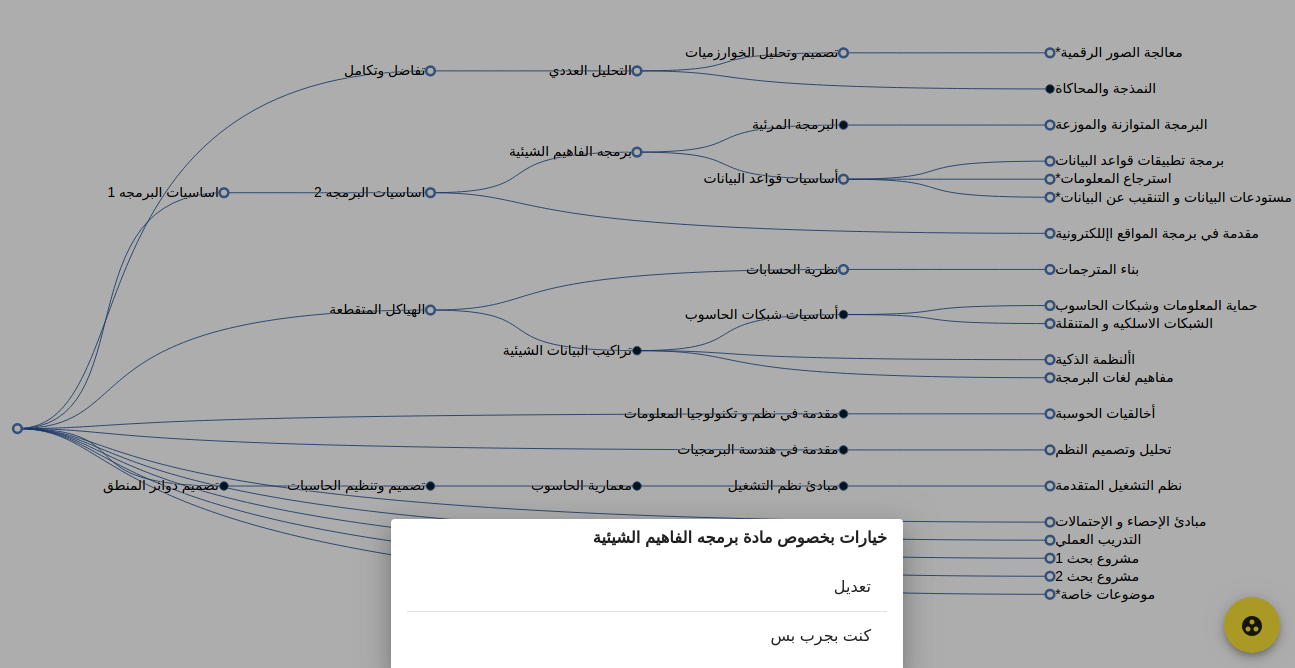 معالجة الصور الرقمية*
تصميم وتحليل الخوارزميات
التحليل العددي
تفاضل وتكامل
النمذجة والمحاكاة
البرمجة المرئية
البرمجة المتوازنة والموزعة
برمجه الفاهيم الشيئية
برمجة تطبيقات قواعد البيانات
أساسيات قواعد البيانات
استرجاع المعلومات*
اساسيات البرمجه 1
اساسيات البرمجه 2
مستودعات البيانات و التنقيب عن البيانات*
مقدمة في برمجة المواقع اإللكترونية
نظرية الحسابات
بناء المترجمات
الهياكل المتقطعة
حماية المعلومات وشبكات الحاسوب
أساسيات شبكات الحاسوب
الشبكات الاسلكيه و المتنقلة
تراكيب البيانات الشيئية
األنظمة الذكية
مفاهيم لغات البرمجة
مقدمة في نظم و تكنولوجيا المعلومات
أخالقيات الحوسبة
مقدمة في هندسة البرمجيات
تحليل وتصميم النظم
تصميم دوائر المنطق
تصميم وتنظيم الحاسبات
معمارية الحاسوب
مبادئ نظم التشغيل
نظم التشغيل المتقدمة
مبادئ الإحصاء و الإحتمالات
التدريب العملي
مشروع بحث 1
مشروع بحث 2
موضوعات خاصة*
خيارات بخصوص مادة برمجه الفاهيم الشيئية
تعديل
كنت بجرب بس